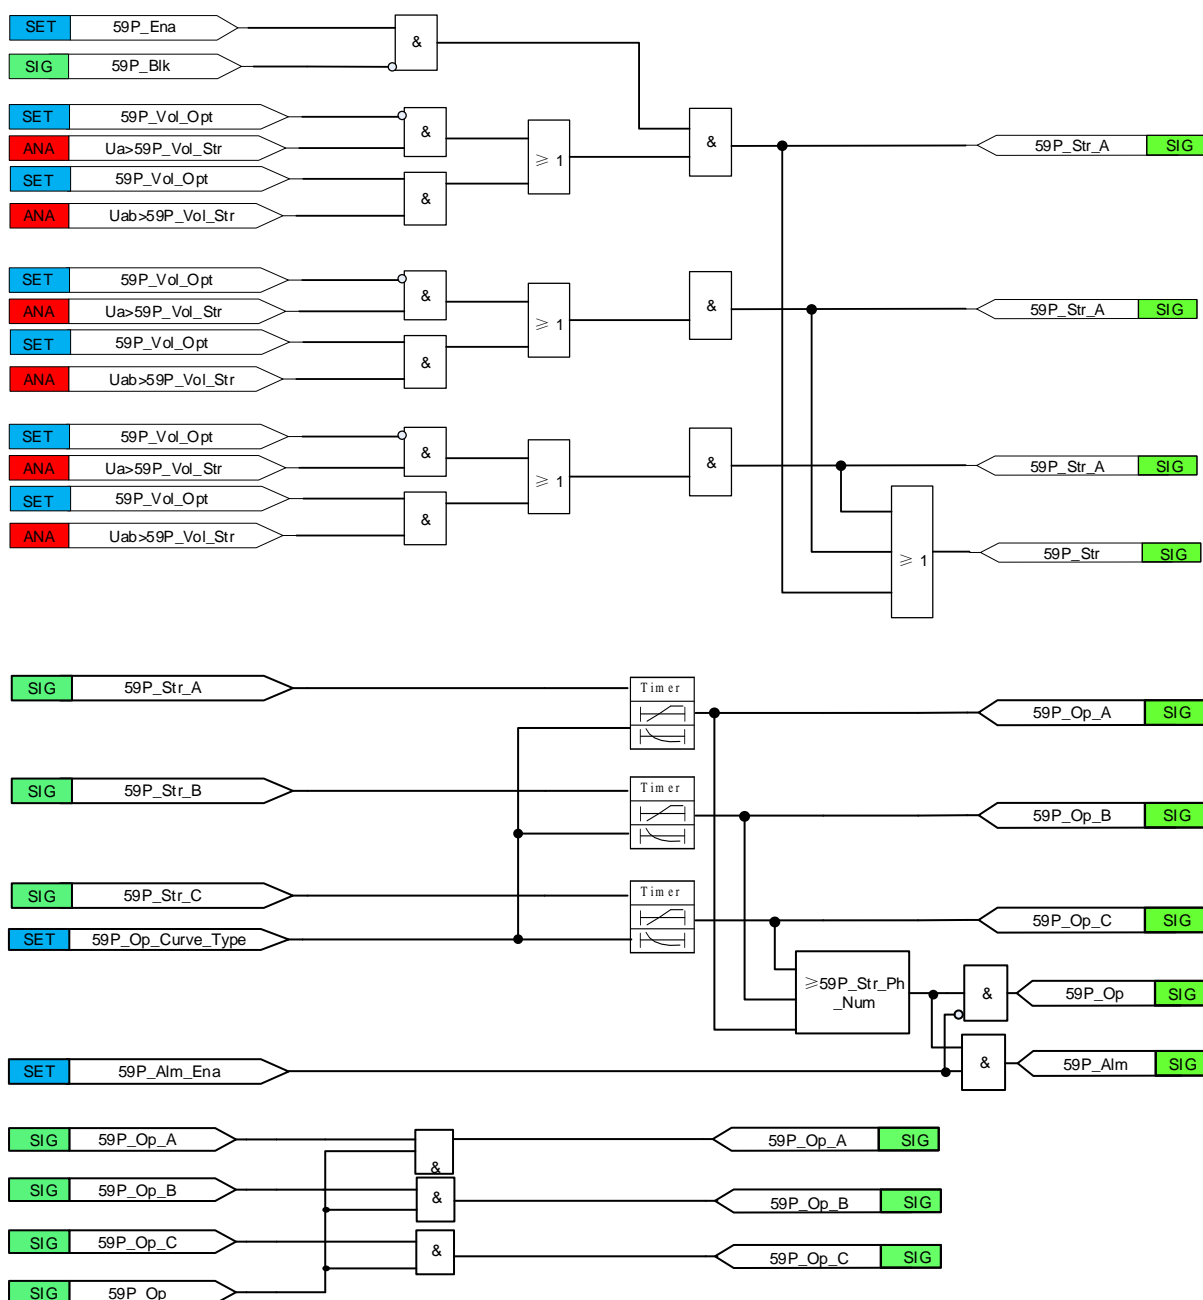 SET 59P_Ena
&
SIG 59P_Blk
SET 59P_Vol_Opt
&
ANA Ua>59P_Vol_Str
≥ 1
&
59P_Str_A SIG
SET 59P_Vol_Opt
&
ANA Uab>59P_Vol_Str
SET 59P_Vol_Opt
&
ANA Ua>59P_Vol_Str
≥ 1
&
59P_Str_A SIG
SET 59P_Vol_Opt
&
ANA Uab>59P_Vol_Str
SET 59P_Vol_Opt
&
ANA Ua>59P_Vol_Str
≥ 1
&
59P_Str_A SIG
SET 59P_Vol_Opt
&
ANA Uab>59P_Vol_Str
≥ 1
59P_Str SIG
SIG 59P_Str_A
Timer
59P_Op_A SIG
SIG 59P_Str_B
Timer
59P_Op_B SIG
SIG 59P_Str_C
Timer
59P_Op_C SIG
SET 59P_Op_Curve_Type
≥59P_Str_Ph
_Num
&
59P_Op SIG
SET 59P_Alm_Ena
&
59P_Alm SIG
SIG 59P_Op_A
&
59P_Op_A SIG
SIG 59P_Op_B
&
59P_Op_B SIG
SIG 59P_Op_C
&
59P_Op_C SIG
SIG 59P_Op